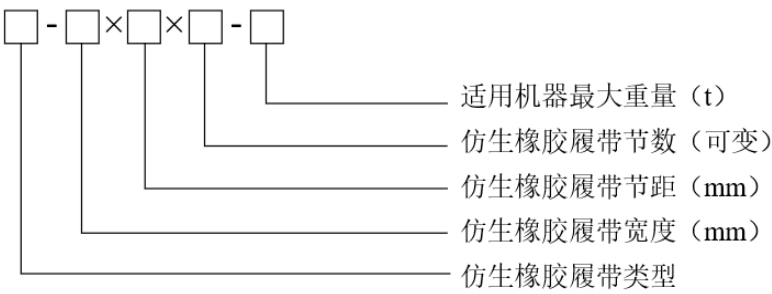 □-□×□×□-□
适用机器最大重量（t）
仿生橡胶履带节数（可变）
仿生橡胶履带节距（mm）
仿生橡胶履带宽度（mm）
仿生橡胶履带类型